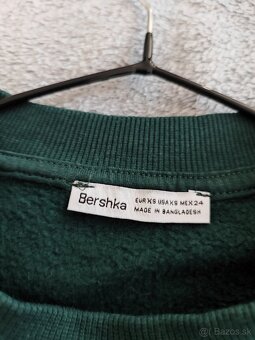 Bershka
EUR XS USA XS MEX 24
MADE IN BANGLADESH
Bazos.sk